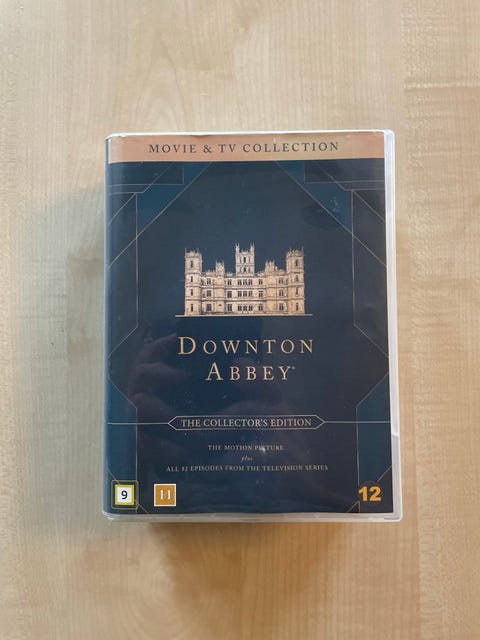 MOVIE & TV COLLECTION
DOWNTON
ABBEY®
THE COLLECTOR'S EDITION
THE MOTION PICTURE
plus
ALL 52 EPISODES FROM THE TELEVISION SERIES
9
11
12